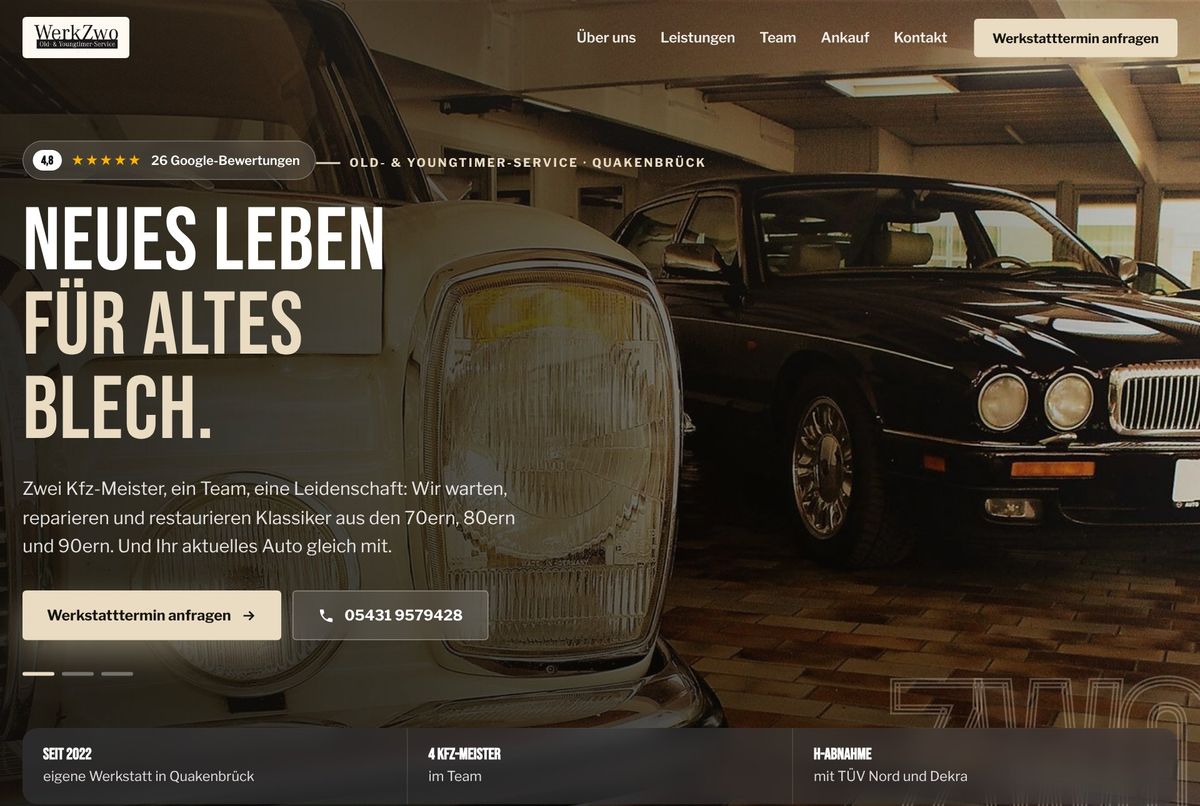 WerkZwo
Old- & Youngtimer-Service
Über uns
Leistungen
Team
Ankauf
Kontakt
Werkstatttermin anfragen
4,8 ★★★★★ 26 Google-Bewertungen
OLD- & YOUNGTIMER-SERVICE · QUAKENBRÜCK
NEUES LEBEN
FÜR ALTES
BLECH.
Zwei Kfz-Meister, ein Team, eine Leidenschaft: Wir warten,
reparieren und restaurieren Klassiker aus den 70ern, 80ern
und 90ern. Und Ihr aktuelles Auto gleich mit.
Werkstatttermin anfragen →
05431 9579428
ZWO
SEIT 2022
eigene Werkstatt in Quakenbrück
4 KFZ-MEISTER
im Team
H-ABNAHME
mit TÜV Nord und Dekra